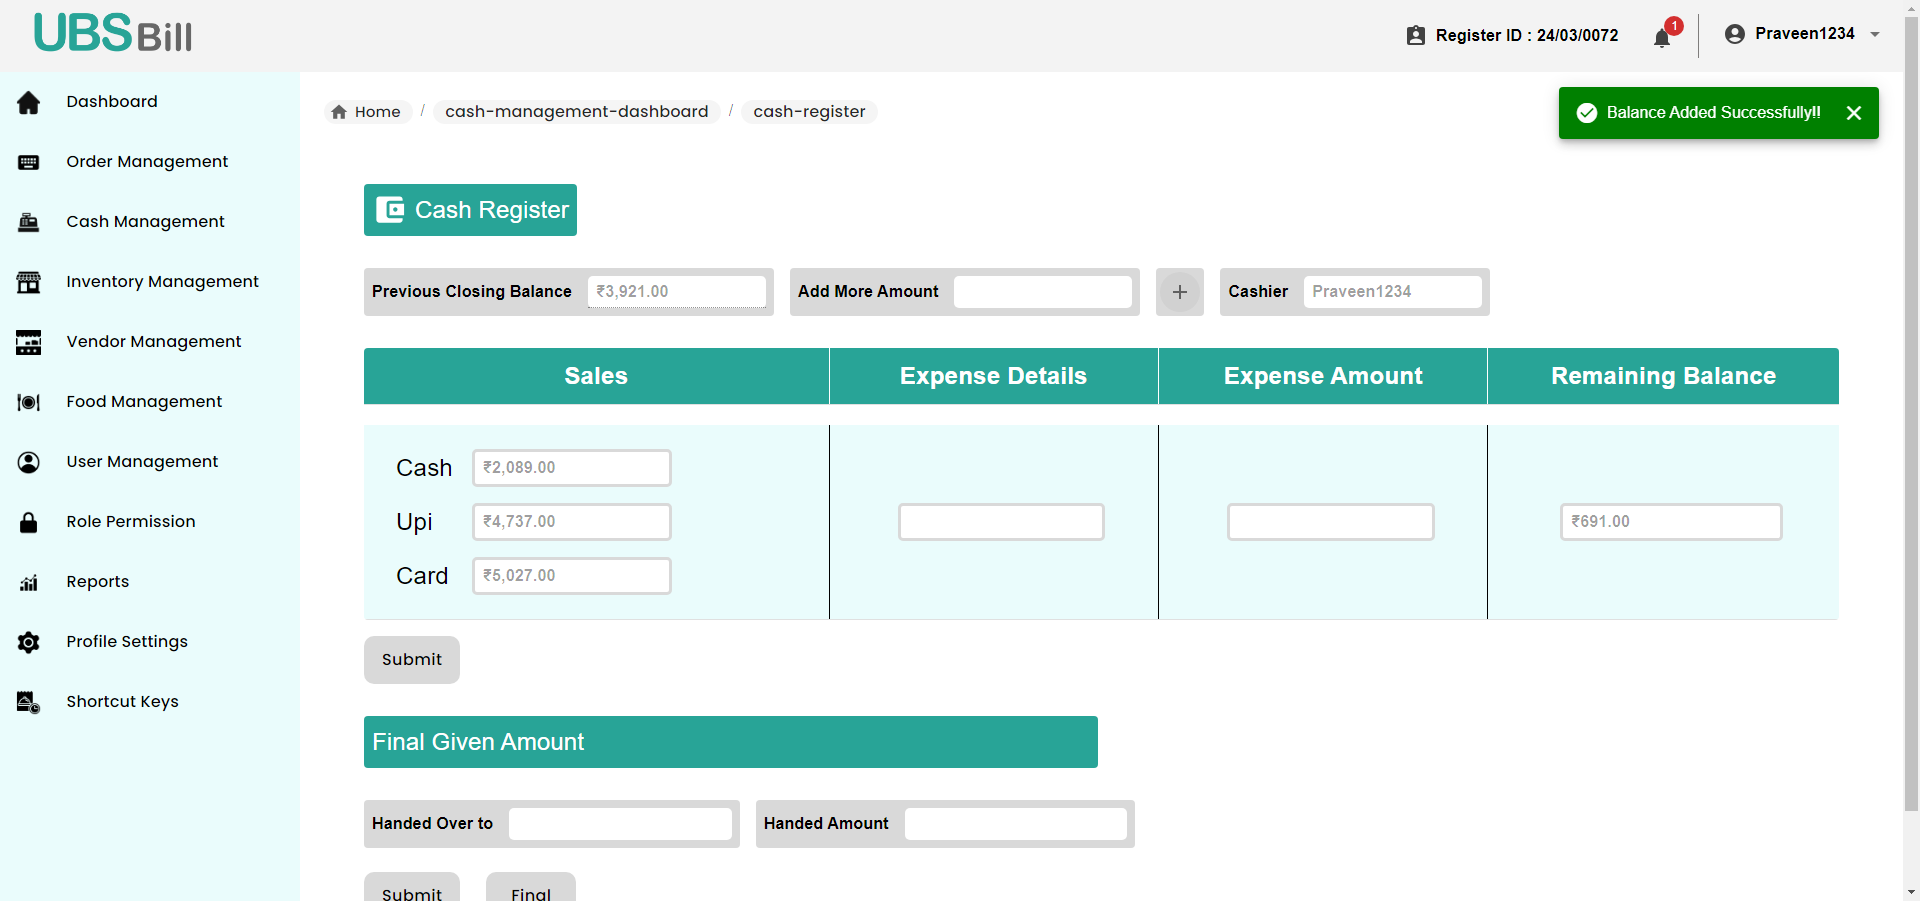 UBS Bill
Register ID : 24/03/0072
1
Praveen1234
Dashboard
Order Management
Cash Management
Inventory Management
Vendor Management
Food Management
User Management
Role Permission
Reports
Profile Settings
Shortcut Keys
Home / cash-management-dashboard / cash-register
Balance Added Successfully!!
Cash Register
Previous Closing Balance ₹3,921.00
Add More Amount
+
Cashier Praveen1234
Sales Expense Details Expense Amount Remaining Balance
Cash ₹2,089.00
Upi ₹4,737.00
₹691.00
Card ₹5,027.00
Submit
Final Given Amount
Handed Over to
Handed Amount
Submit
Final